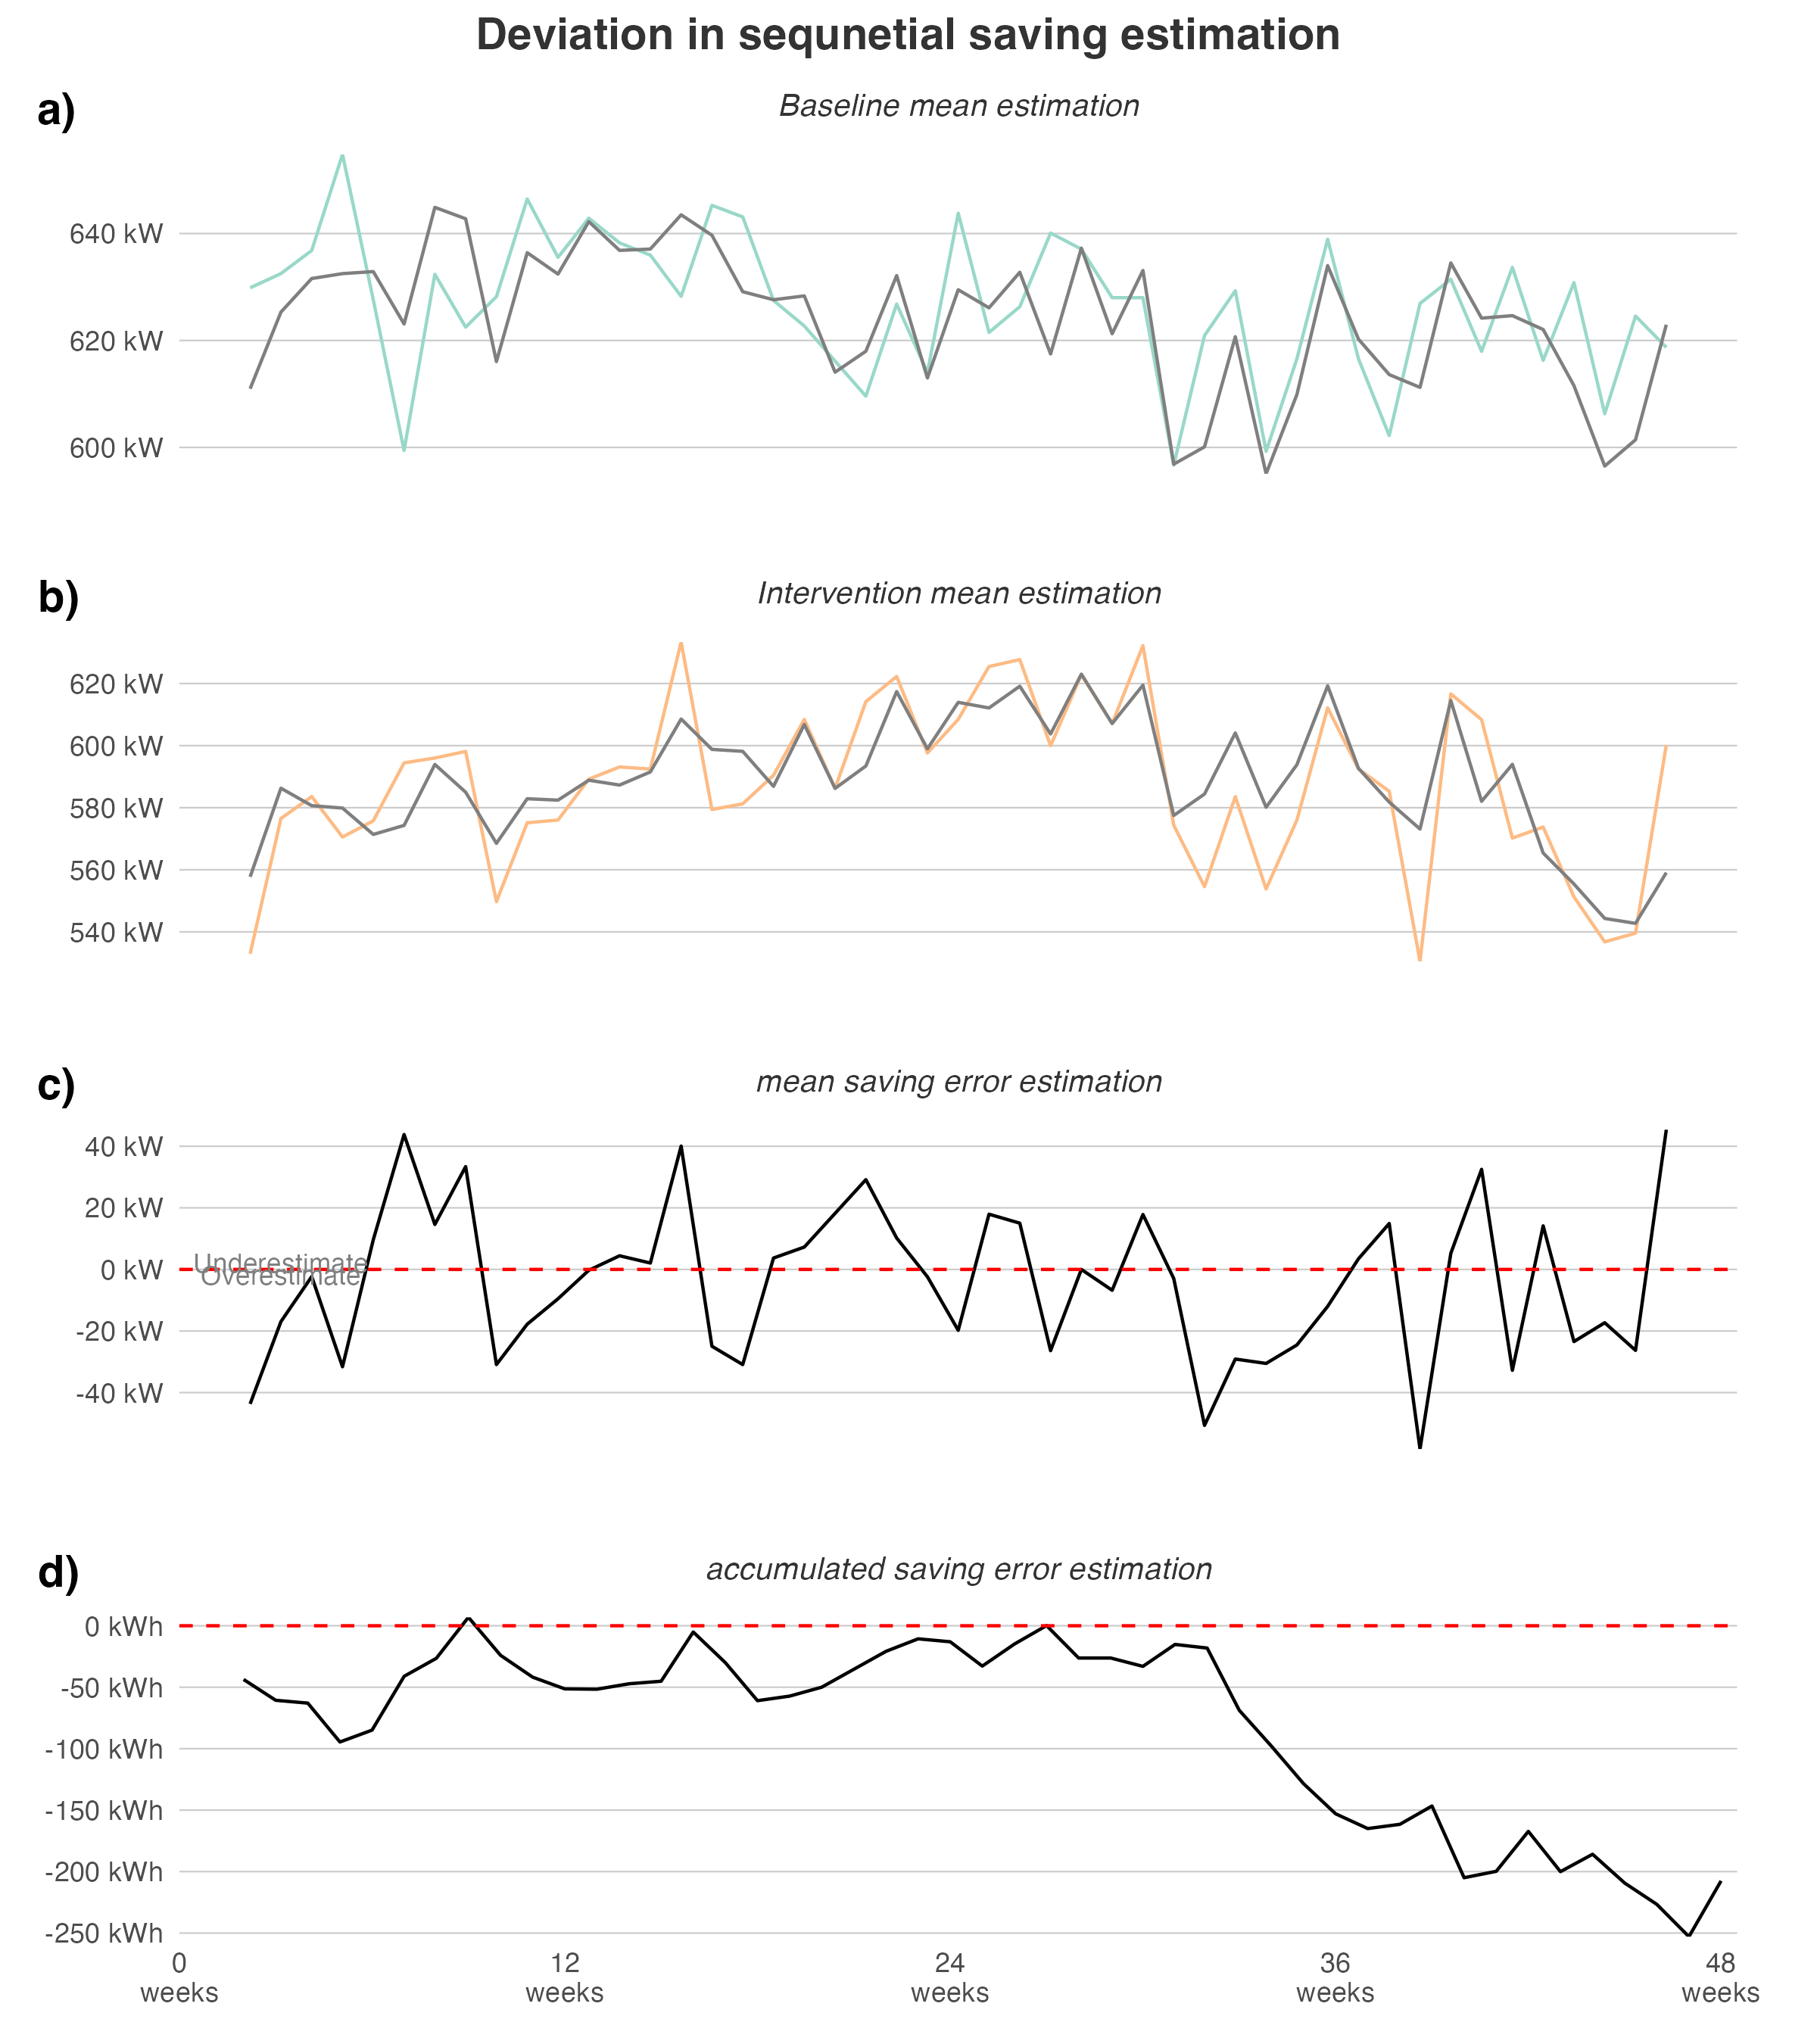 Deviation in sequnetial saving estimation
a)
Baseline mean estimation
640 kW
620 kW
600 kW
b)
Intervention mean estimation
620 kW
600 kW
580 kW
560 kW
540 kW
c)
mean saving error estimation
40 kW
20 kW
0 kW
-20 kW
-40 kW
Underestimate
Overestimate
d)
accumulated saving error estimation
0 kWh
-50 kWh
-100 kWh
-150 kWh
-200 kWh
-250 kWh
0 12 24 36 48
weeks weeks weeks weeks weeks